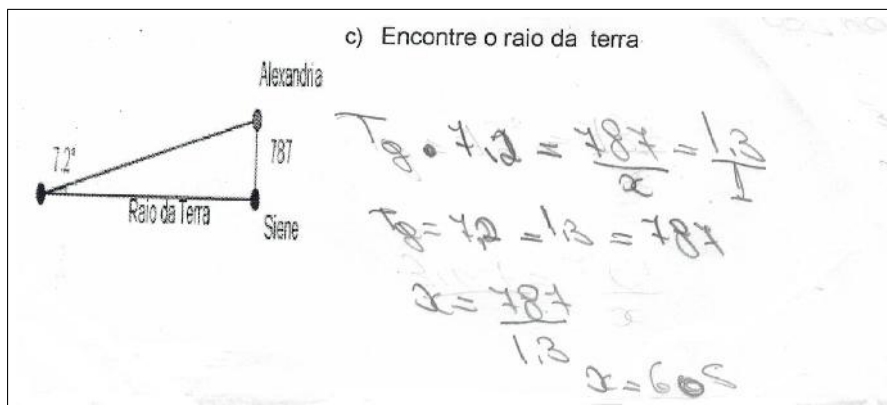 c) Encontre o raio da terra
Alexandria
7.2°
787
Raio da Terra
Siene
Tg • 7,2 = 787/x = 1.3/1
Tg = 7,2 = 1.3 = 787
x = 787/1.3
x = 605